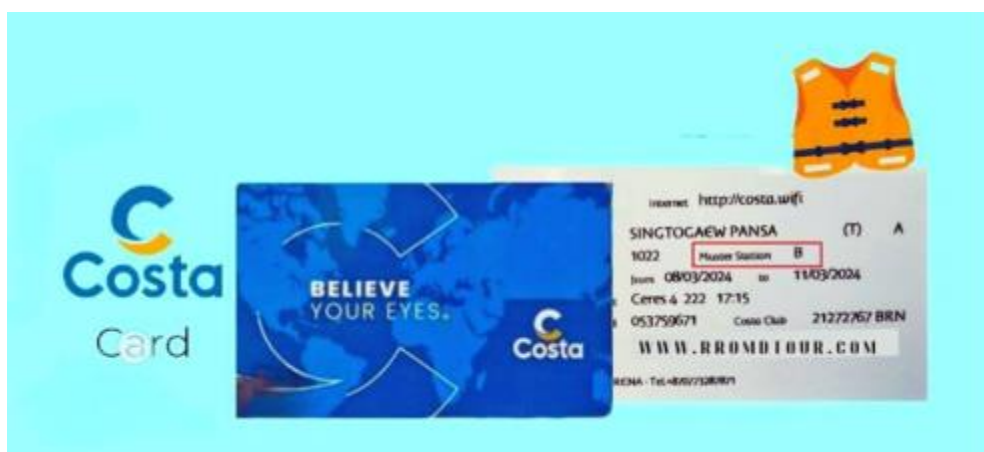 Costa
Card
BELIEVE
YOUR EYES.
Costa
Internet http://costa.wifi
SINGTOGAEW PANSA (T) A
1022 Muster Station B
from 08/03/2024 to 11/03/2024
Ceres 4 222 17:15
053759671 Costa Club 21272767 BRN
WWW.RROMDTOUR.COM